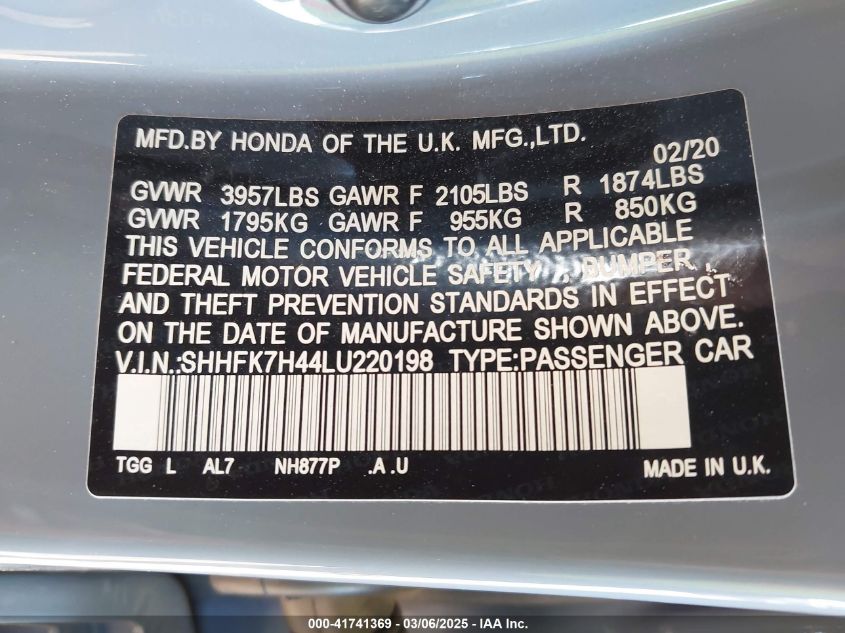 MFD.BY HONDA OF THE U.K. MFG.,LTD.
02/20
GVWR 3957LBS GAWR F 2105LBS R 1874LBS
GVWR 1795KG GAWR F 955KG R 850KG
THIS VEHICLE CONFORMS TO ALL APPLICABLE
FEDERAL MOTOR VEHICLE SAFETY, BUMPER,
AND THEFT PREVENTION STANDARDS IN EFFECT
ON THE DATE OF MANUFACTURE SHOWN ABOVE.
V.I.N.:SHHFK7H44LU220198 TYPE:PASSENGER CAR
TGG L AL7 NH877P .A .U MADE IN U.K.
000-41741369 - 03/06/2025 - IAA Inc.